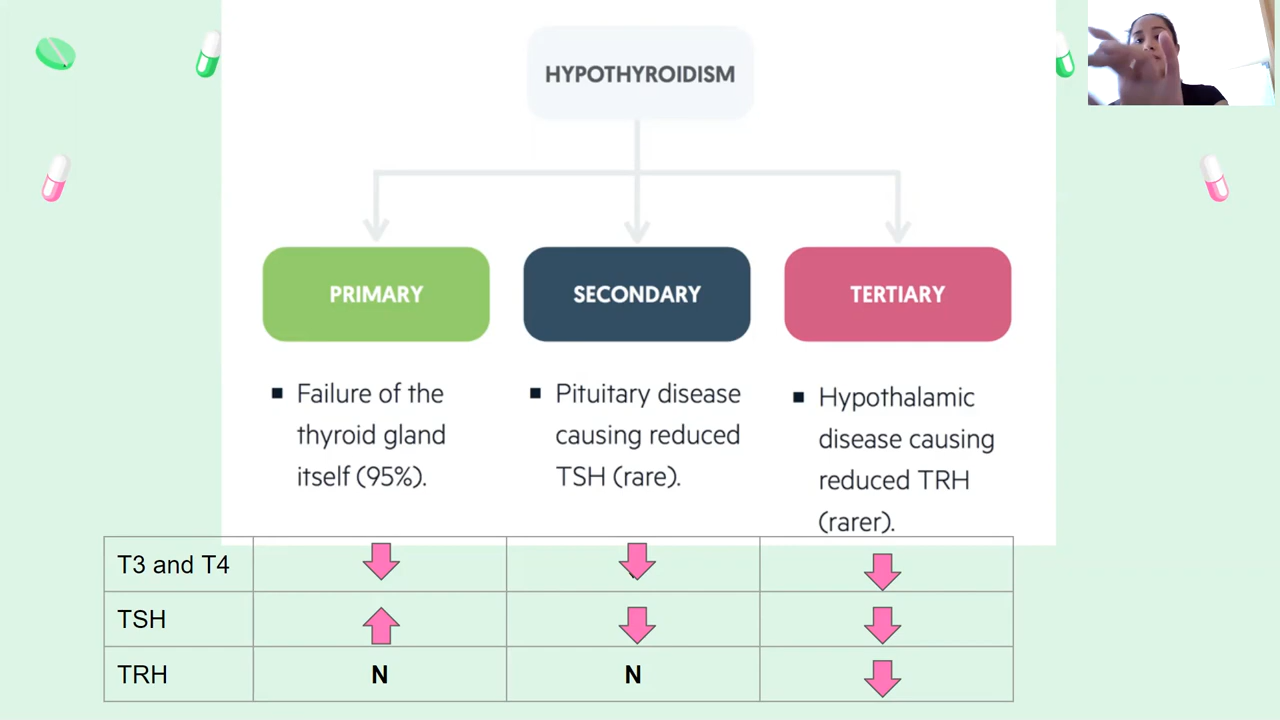 HYPOTHYROIDISM
PRIMARY
SECONDARY
TERTIARY
▪ Failure of the
thyroid gland
itself (95%).
▪ Pituitary disease
causing reduced
TSH (rare).
▪ Hypothalamic
disease causing
reduced TRH
(rarer).
T3 and T4
TSH
TRH N N